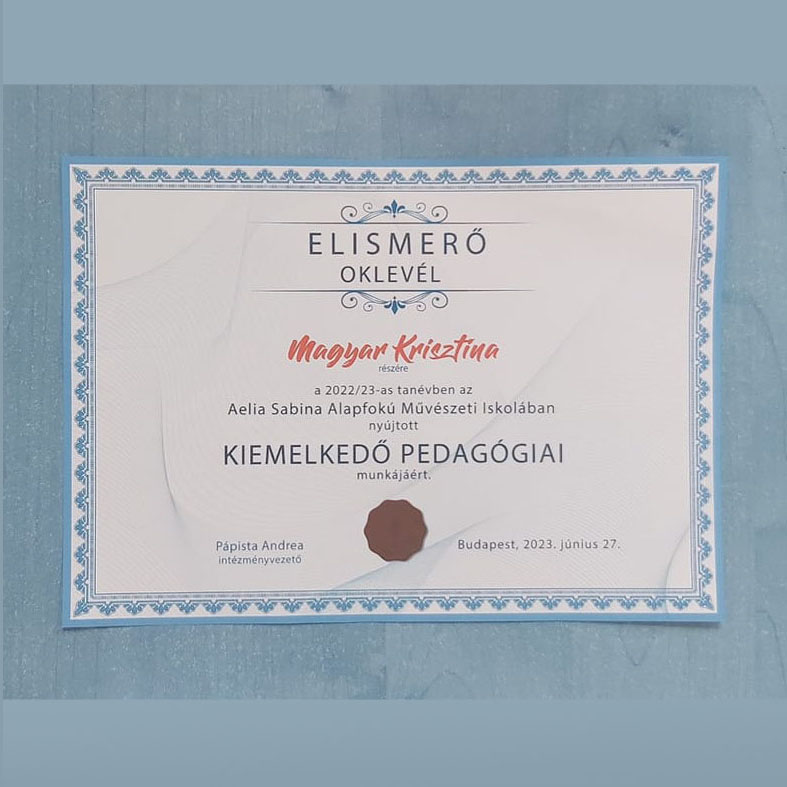 ELISMERŐ
OKLEVÉL
Magyar Krisztina
részére
a 2022/23-as tanévben az
Aelia Sabina Alapfokú Művészeti Iskolában
nyújtott
KIEMELKEDŐ PEDAGÓGIAI
munkájáért.
Pápista Andrea
intézményvezető
Budapest, 2023. június 27.